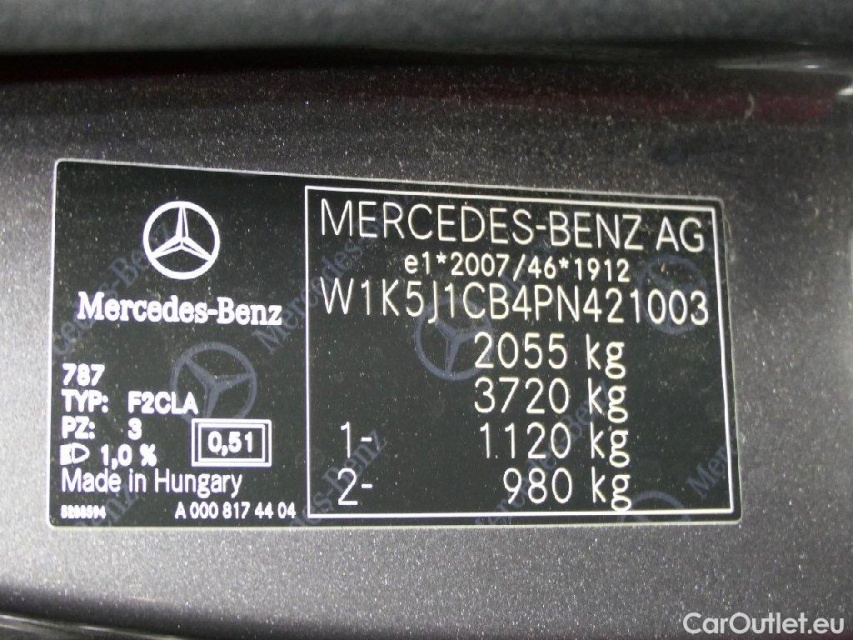 Mercedes-Benz
787
TYP: F2CLA
PZ: 3
1,0 %
0,51
Made in Hungary
A 000 817 44 04
MERCEDES-BENZ AG
e1*2007/46*1912
W1K5J1CB4PN421003
2055 kg
3720 kg
1- 1120 kg
2- 980 kg
CarOutlet.eu